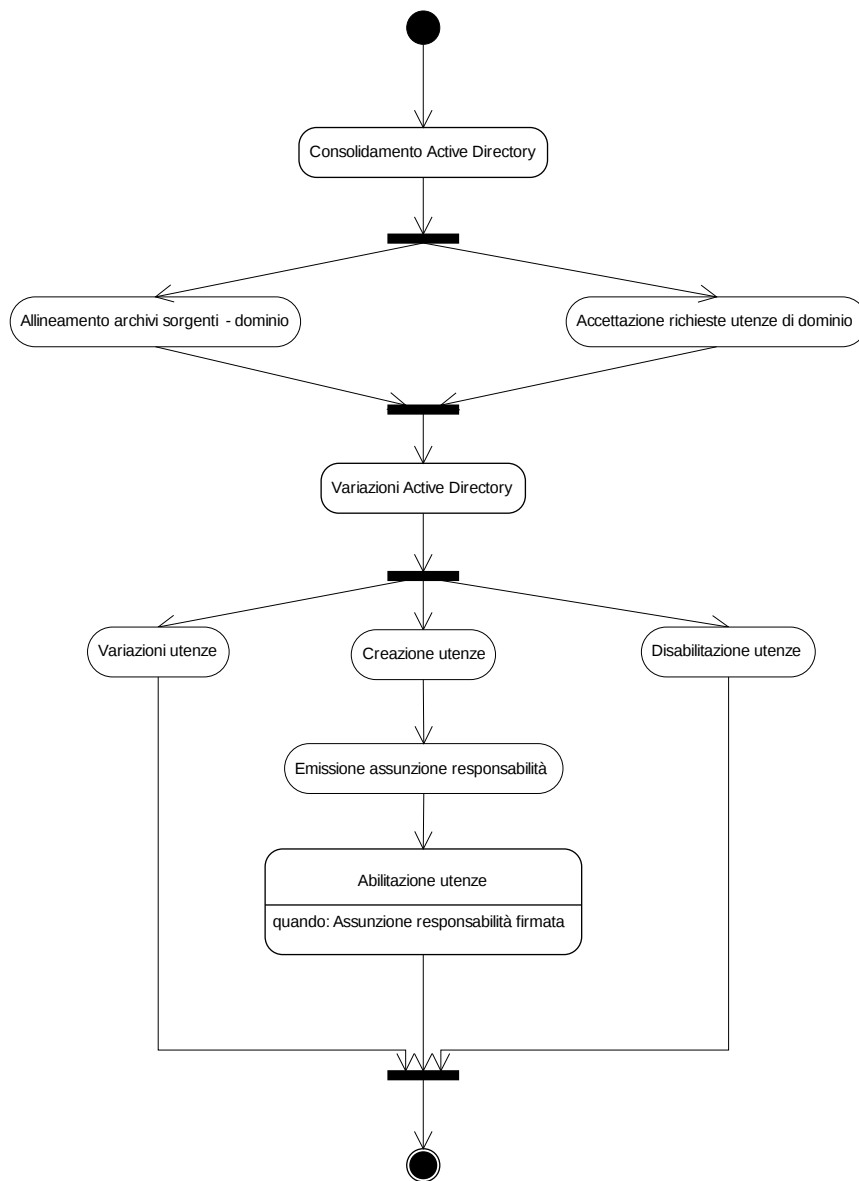 Consolidamento Active Directory
Allineamento archivi sorgenti - dominio
Accettazione richieste utenze di dominio
Variazioni Active Directory
Variazioni utenze
Creazione utenze
Disabilitazione utenze
Emissione assunzione responsabilità
Abilitazione utenze
quando: Assunzione responsabilità firmata